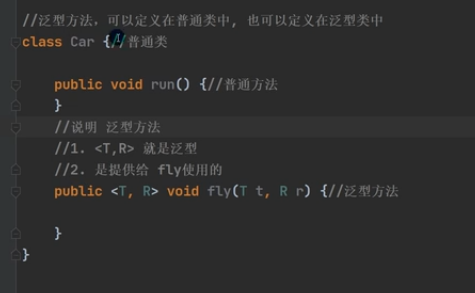 //泛型方法，可以定义在普通类中, 也可以定义在泛型类中
class Car {//普通类
public void run() {//普通方法
}
//说明 泛型方法
//1. <T,R> 就是泛型
//2. 是提供给 fly使用的
public <T, R> void fly(T t, R r) {//泛型方法
}
}